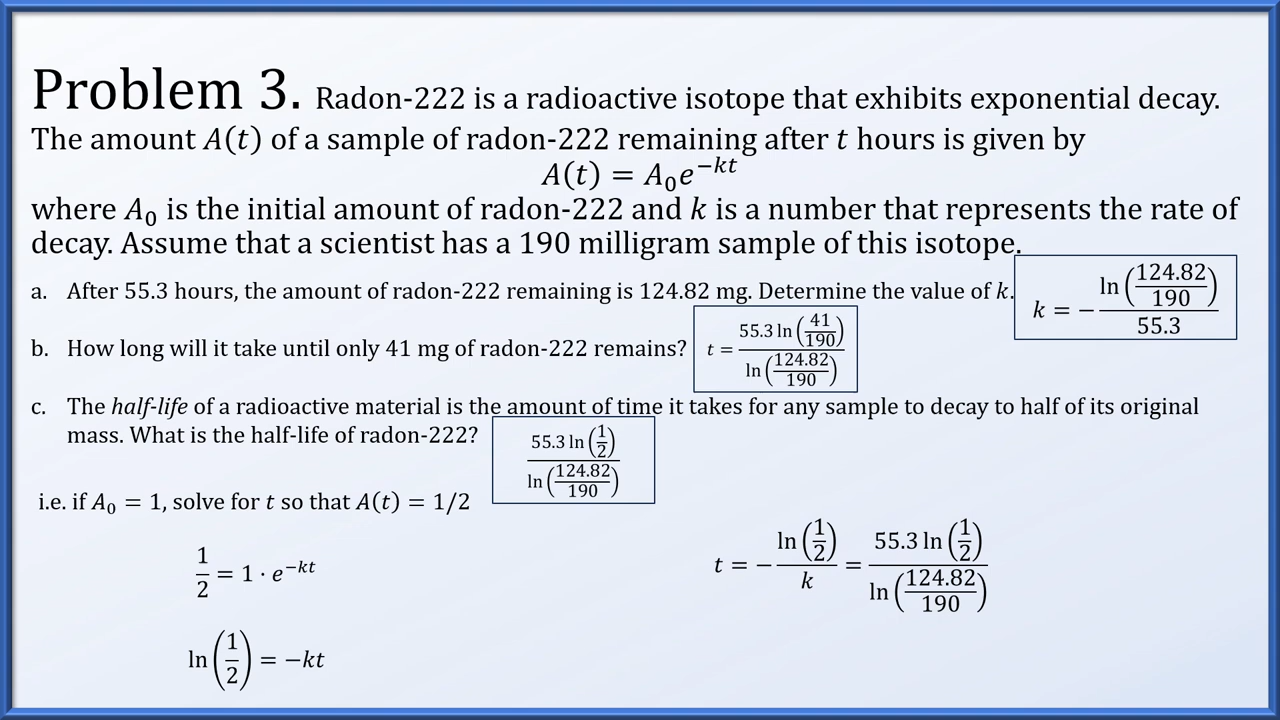 Problem 3. Radon-222 is a radioactive isotope that exhibits exponential decay.
The amount A(t) of a sample of radon-222 remaining after t hours is given by
A(t) = A₀e^{−kt}
where A₀ is the initial amount of radon-222 and k is a number that represents the rate of
decay. Assume that a scientist has a 190 milligram sample of this isotope.
a. After 55.3 hours, the amount of radon-222 remaining is 124.82 mg. Determine the value of k.
k = − ln(124.82/190) / 55.3
b. How long will it take until only 41 mg of radon-222 remains?
t = 55.3 ln(41/190) / ln(124.82/190)
c. The half-life of a radioactive material is the amount of time it takes for any sample to decay to half of its original
mass. What is the half-life of radon-222?
55.3 ln(1/2) / ln(124.82/190)
i.e. if A₀ = 1, solve for t so that A(t) = 1/2
1/2 = 1 · e^{−kt}
ln(1/2) = −kt
t = − ln(1/2) / k = 55.3 ln(1/2) / ln(124.82/190)